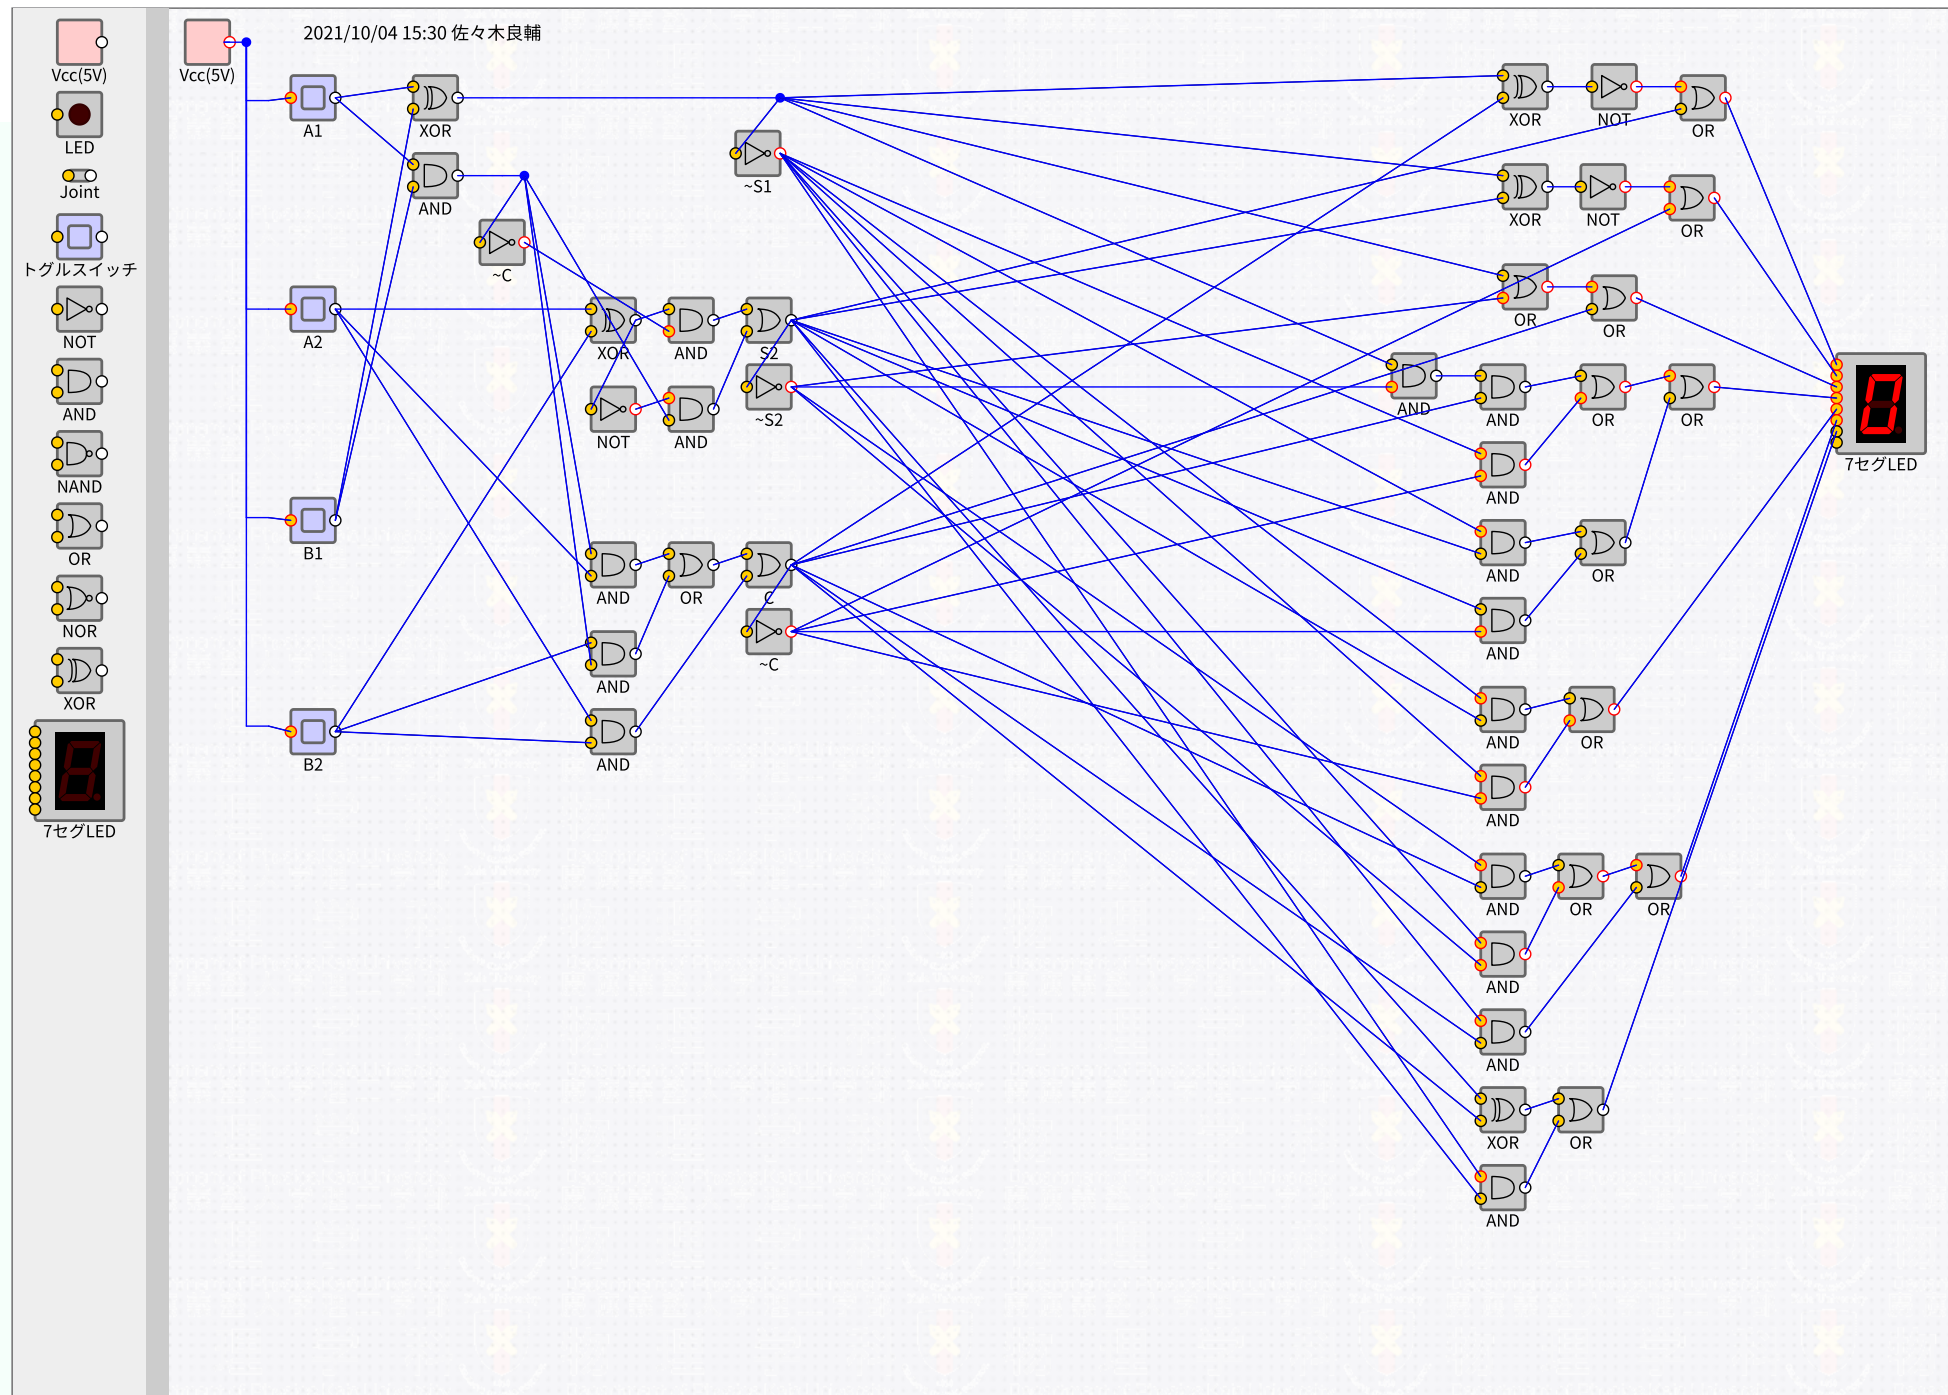 Vcc(5V)
LED
Joint
トグルスイッチ
NOT
AND
NAND
OR
NOR
XOR
7セグLED
2021/10/04 15:30 佐々木良輔
Vcc(5V)
A1
XOR
AND
~C
A2
XOR
AND
S2
NOT
AND
~S2
B1
AND
OR
C
~C
AND
B2
AND
~S1
XOR
NOT
OR
XOR
NOT
OR
OR
OR
AND
AND
OR
OR
AND
AND
OR
AND
AND
OR
AND
AND
OR
OR
AND
AND
XOR
OR
AND
7セグLED